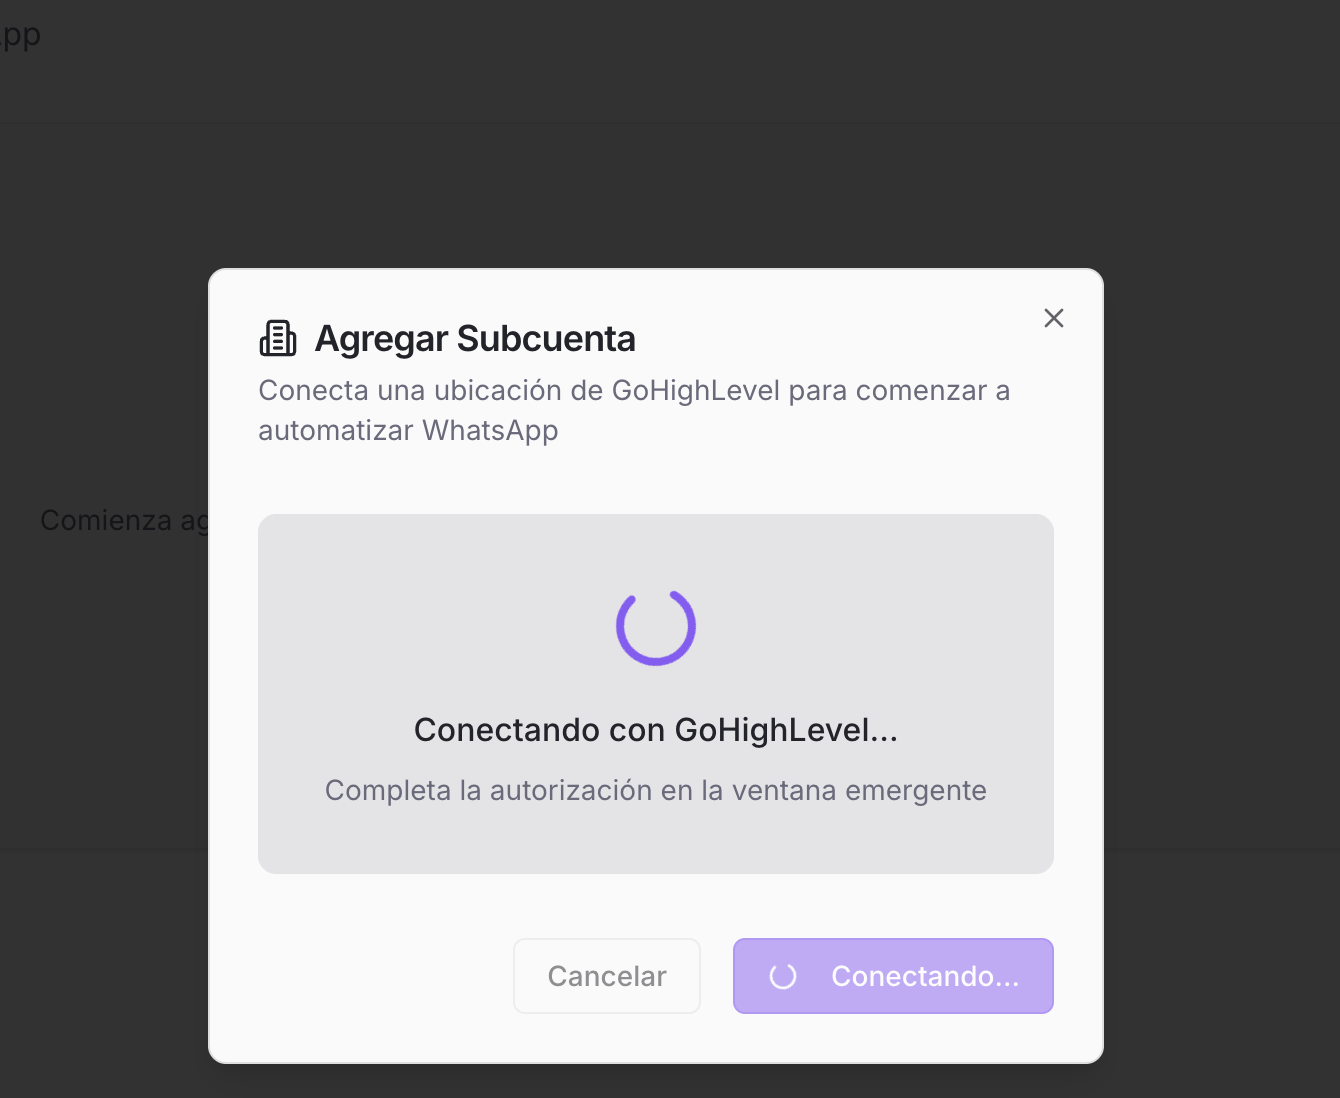 App
Agregar Subcuenta
Conecta una ubicación de GoHighLevel para comenzar a
automatizar WhatsApp
Comienza ag
Conectando con GoHighLevel...
Completa la autorización en la ventana emergente
Cancelar
Conectando...